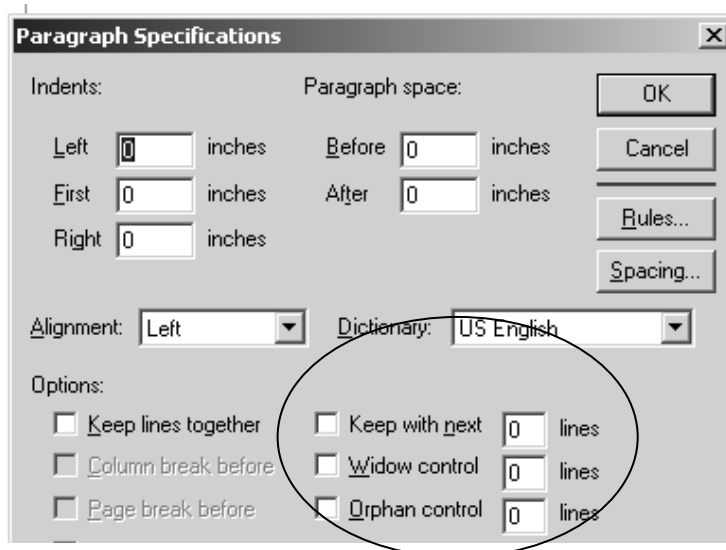 Paragraph Specifications
Indents: Paragraph space: OK
Left 0 inches Before 0 inches Cancel
First 0 inches After 0 inches
Rules...
Right 0 inches
Spacing...
Alignment: Left Dictionary: US English
Options:
Keep lines together Keep with next 0 lines
Column break before Widow control 0 lines
Page break before Orphan control 0 lines